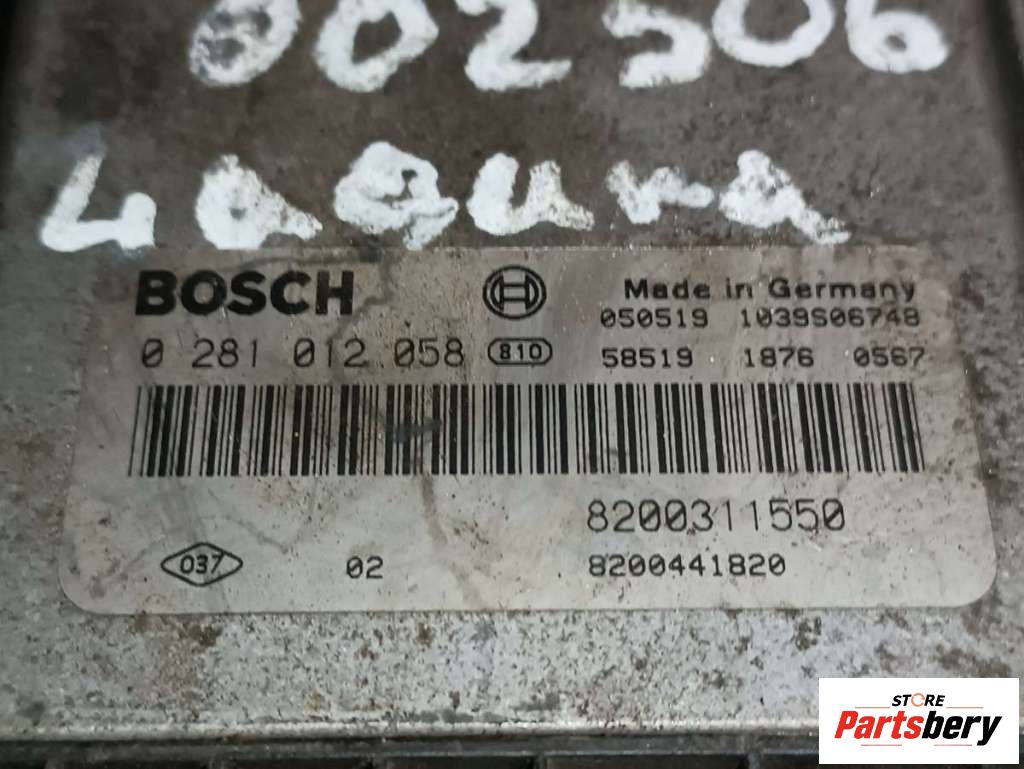 002506
Laguna
BOSCH
Made in Germany
050519 1039S06748
0 281 012 058 810
58519 1876 0567
8200311550
037 02 8200441820
STORE
Partsbery